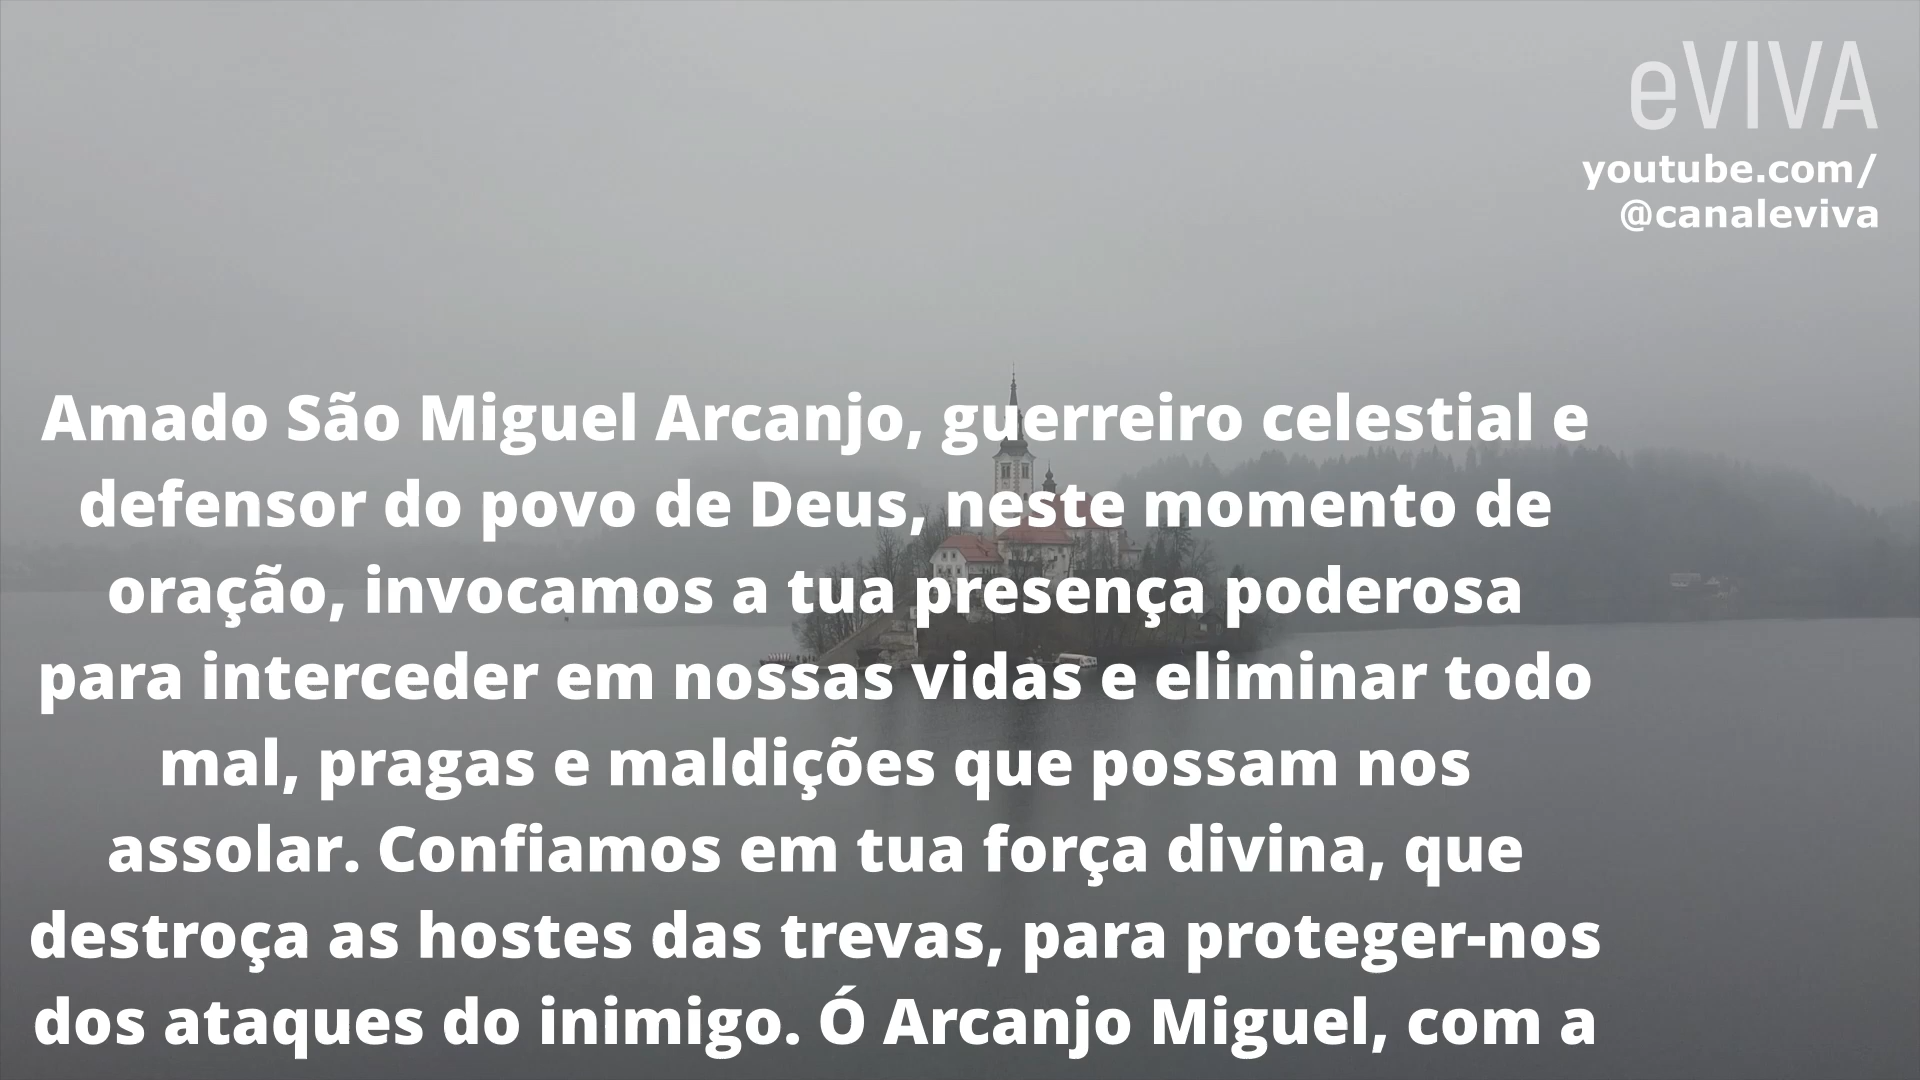 eVIVA
youtube.com/
@canaleviva
Amado São Miguel Arcanjo, guerreiro celestial e
defensor do povo de Deus, neste momento de
oração, invocamos a tua presença poderosa
para interceder em nossas vidas e eliminar todo
mal, pragas e maldições que possam nos
assolar. Confiamos em tua força divina, que
destroça as hostes das trevas, para proteger-nos
dos ataques do inimigo. Ó Arcanjo Miguel, com a